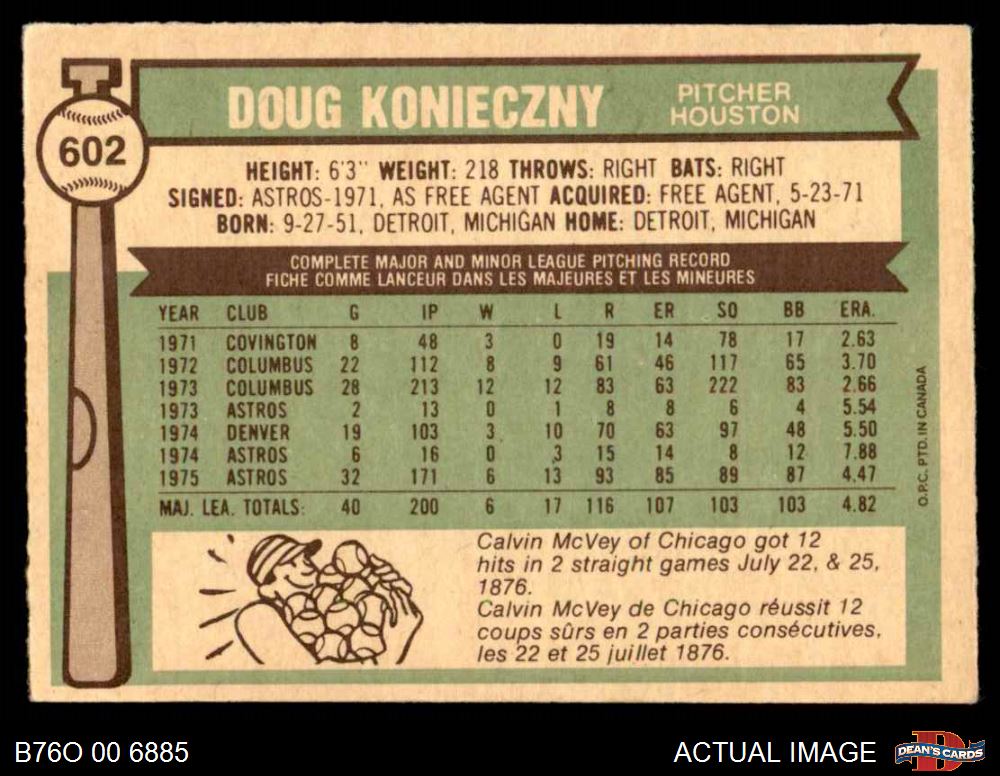 DOUG KONIECZNY
PITCHER
HOUSTON
602
HEIGHT: 6'3" WEIGHT: 218 THROWS: RIGHT BATS: RIGHT
SIGNED: ASTROS-1971, AS FREE AGENT ACQUIRED: FREE AGENT, 5-23-71
BORN: 9-27-51, DETROIT, MICHIGAN HOME: DETROIT, MICHIGAN
COMPLETE MAJOR AND MINOR LEAGUE PITCHING RECORD
FICHE COMME LANCEUR DANS LES MAJEURES ET LES MINEURES
YEAR CLUB G IP W L R ER SO BB ERA.
1971 COVINGTON 8 48 3 0 19 14 78 17 2.63
1972 COLUMBUS 22 112 8 9 61 46 117 65 3.70
1973 COLUMBUS 28 213 12 12 83 63 222 83 2.66
1973 ASTROS 2 13 0 1 8 8 6 4 5.54
1974 DENVER 19 103 3 10 70 63 97 48 5.50
1974 ASTROS 6 16 0 3 15 14 8 12 7.88
1975 ASTROS 32 171 6 13 93 85 89 87 4.47
MAJ. LEA. TOTALS: 40 200 6 17 116 107 103 103 4.82
O.P.C. PTD. IN CANADA
Calvin McVey of Chicago got 12
hits in 2 straight games July 22, & 25,
1876.
Calvin McVey de Chicago réussit 12
coups sûrs en 2 parties consécutives,
les 22 et 25 juillet 1876.
B76O 00 6885
ACTUAL IMAGE
D
DEAN'S CARDS